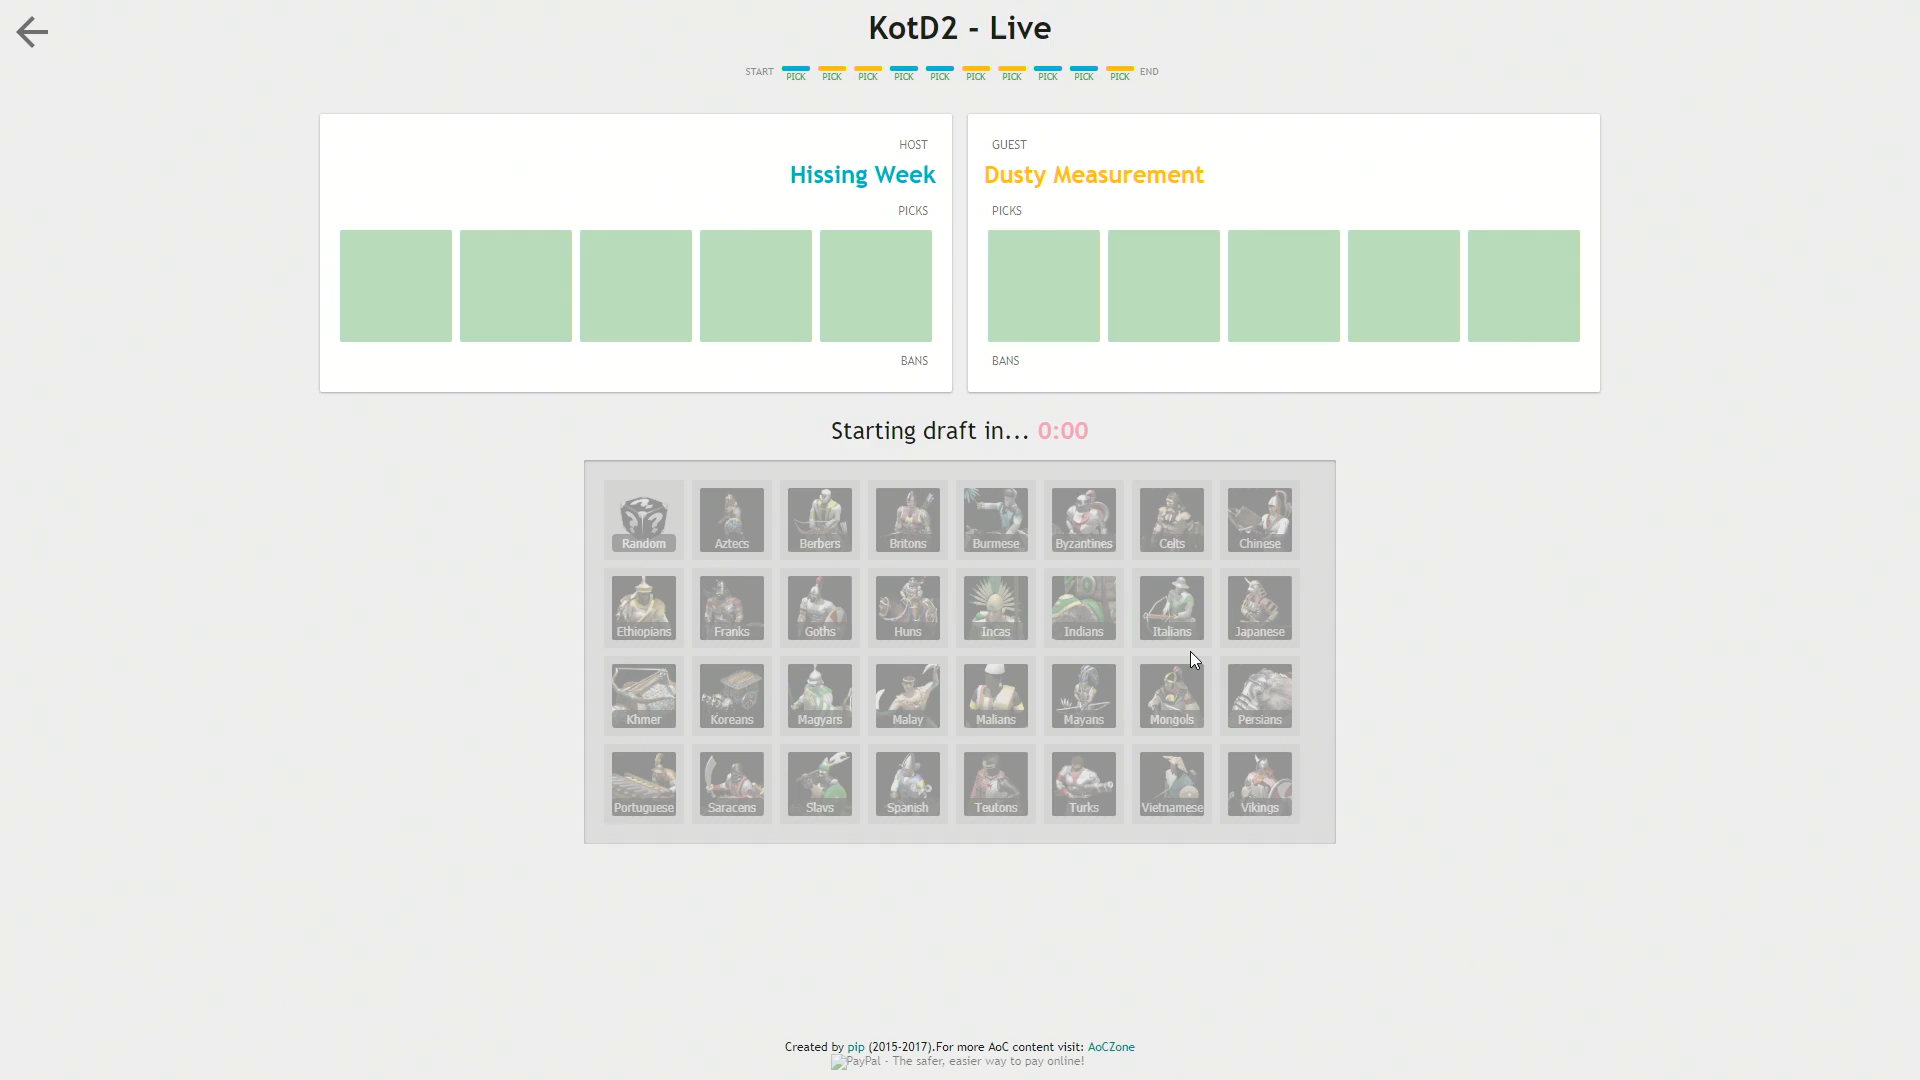 KotD2 - Live
START PICK PICK PICK PICK PICK PICK PICK PICK PICK PICK END
HOST
Hissing Week
PICKS
BANS
GUEST
Dusty Measurement
PICKS
BANS
Starting draft in... 0:00
Random Aztecs Berbers Britons Burmese Byzantines Celts Chinese
Ethiopians Franks Goths Huns Incas Indians Italians Japanese
Khmer Koreans Magyars Malay Malians Mayans Mongols Persians
Portuguese Saracens Slavs Spanish Teutons Turks Vietnamese Vikings
Created by pip (2015-2017).For more AoC content visit: AoCZone
PayPal - The safer, easier way to pay online!